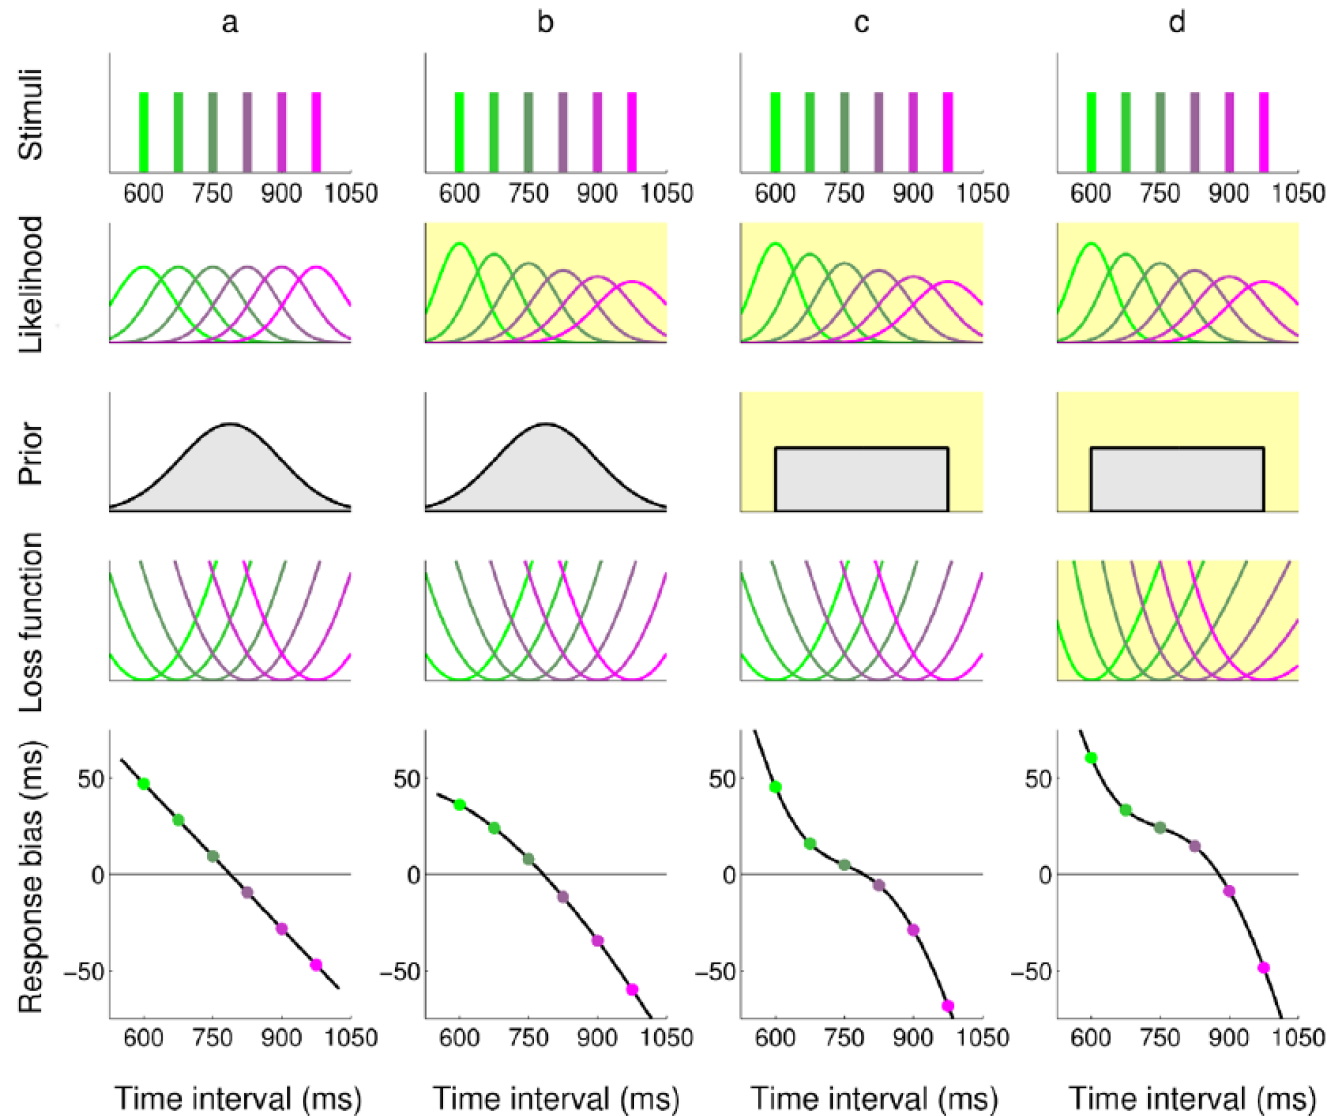 a b c d
Stimuli
600 750 900 1050 600 750 900 1050 600 750 900 1050 600 750 900 1050
Likelihood
Prior
Loss function
Response bias (ms)
50 50 50 50
0 0 0 0
−50 −50 −50 −50
600 750 900 1050 600 750 900 1050 600 750 900 1050 600 750 900 1050
Time interval (ms) Time interval (ms) Time interval (ms) Time interval (ms)